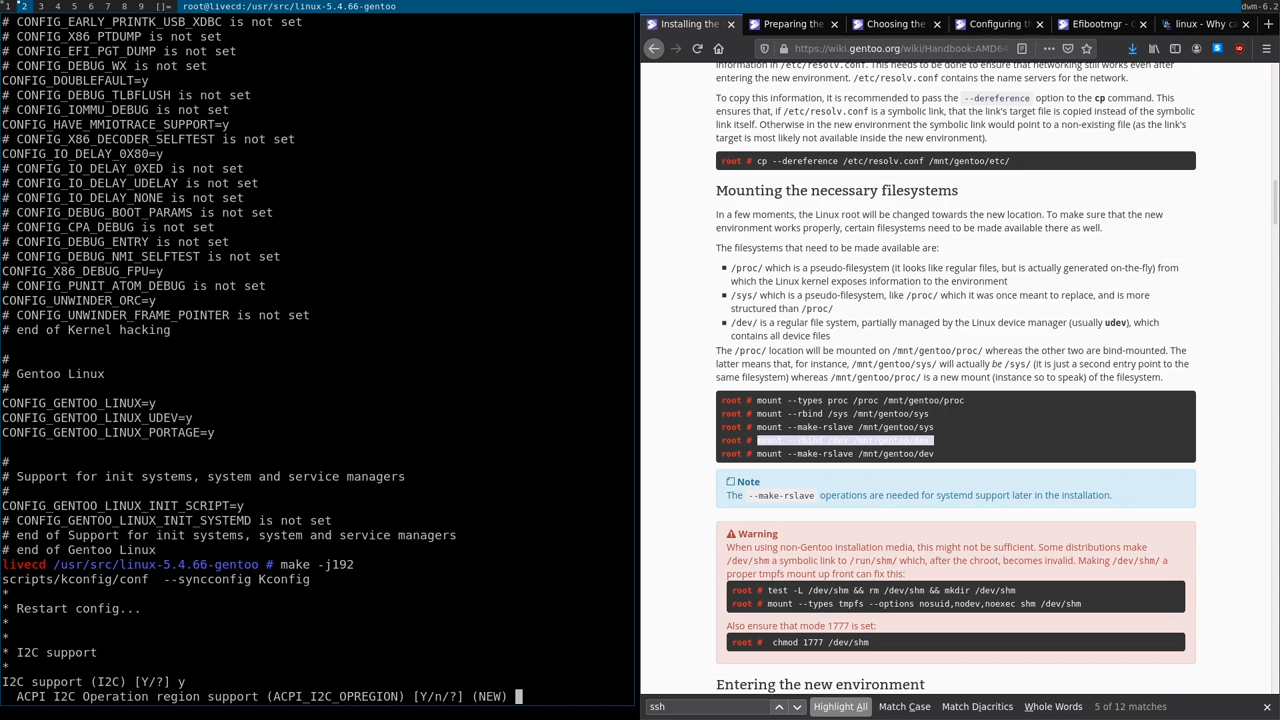 1 2 3 4 5 6 7 8 9 []= root@livecd:/usr/src/linux-5.4.66-gentoo
dwm-6.2
# CONFIG_EARLY_PRINTK_USB_XDBC is not set
# CONFIG_X86_PTDUMP is not set
# CONFIG_EFI_PGT_DUMP is not set
# CONFIG_DEBUG_WX is not set
CONFIG_DOUBLEFAULT=y
# CONFIG_DEBUG_TLBFLUSH is not set
# CONFIG_IOMMU_DEBUG is not set
CONFIG_HAVE_MMIOTRACE_SUPPORT=y
# CONFIG_X86_DECODER_SELFTEST is not set
CONFIG_IO_DELAY_0X80=y
# CONFIG_IO_DELAY_0XED is not set
# CONFIG_IO_DELAY_UDELAY is not set
# CONFIG_IO_DELAY_NONE is not set
# CONFIG_DEBUG_BOOT_PARAMS is not set
# CONFIG_CPA_DEBUG is not set
# CONFIG_DEBUG_ENTRY is not set
# CONFIG_DEBUG_NMI_SELFTEST is not set
CONFIG_X86_DEBUG_FPU=y
# CONFIG_PUNIT_ATOM_DEBUG is not set
CONFIG_UNWINDER_ORC=y
# CONFIG_UNWINDER_FRAME_POINTER is not set
# end of Kernel hacking
#
# Gentoo Linux
#
CONFIG_GENTOO_LINUX=y
CONFIG_GENTOO_LINUX_UDEV=y
CONFIG_GENTOO_LINUX_PORTAGE=y
#
# Support for init systems, system and service managers
#
CONFIG_GENTOO_LINUX_INIT_SCRIPT=y
# CONFIG_GENTOO_LINUX_INIT_SYSTEMD is not set
# end of Support for init systems, system and service managers
# end of Gentoo Linux
livecd /usr/src/linux-5.4.66-gentoo # make -j192
scripts/kconfig/conf  --syncconfig Kconfig
*
* Restart config...
*
*
* I2C support
*
I2C support (I2C) [Y/?] y
  ACPI I2C Operation region support (ACPI_I2C_OPREGION) [Y/n/?] (NEW)
Installing the
Preparing the
Choosing the
Configuring th
Efibootmgr - G
linux - Why ca
https://wiki.gentoo.org/wiki/Handbook:AMD64
information in /etc/resolv.conf. This needs to be done to ensure that networking still works even after
entering the new environment. /etc/resolv.conf contains the name servers for the network.
To copy this information, it is recommended to pass the --dereference option to the cp command. This
ensures that, if /etc/resolv.conf is a symbolic link, that the link's target file is copied instead of the symbolic
link itself. Otherwise in the new environment the symbolic link would point to a non-existing file (as the link's
target is most likely not available inside the new environment).
root # cp --dereference /etc/resolv.conf /mnt/gentoo/etc/
Mounting the necessary filesystems
In a few moments, the Linux root will be changed towards the new location. To make sure that the new
environment works properly, certain filesystems need to be made available there as well.
The filesystems that need to be made available are:
/proc/ which is a pseudo-filesystem (it looks like regular files, but is actually generated on-the-fly) from
which the Linux kernel exposes information to the environment
/sys/ which is a pseudo-filesystem, like /proc/ which it was once meant to replace, and is more
structured than /proc/
/dev/ is a regular file system, partially managed by the Linux device manager (usually udev), which
contains all device files
The /proc/ location will be mounted on /mnt/gentoo/proc/ whereas the other two are bind-mounted. The
latter means that, for instance, /mnt/gentoo/sys/ will actually be /sys/ (it is just a second entry point to the
same filesystem) whereas /mnt/gentoo/proc/ is a new mount (instance so to speak) of the filesystem.
root # mount --types proc /proc /mnt/gentoo/proc
root # mount --rbind /sys /mnt/gentoo/sys
root # mount --make-rslave /mnt/gentoo/sys
root # mount --rbind /dev /mnt/gentoo/dev
root # mount --make-rslave /mnt/gentoo/dev
Note
The --make-rslave operations are needed for systemd support later in the installation.
Warning
When using non-Gentoo installation media, this might not be sufficient. Some distributions make
/dev/shm a symbolic link to /run/shm/ which, after the chroot, becomes invalid. Making /dev/shm/ a
proper tmpfs mount up front can fix this:
root # test -L /dev/shm && rm /dev/shm && mkdir /dev/shm
root # mount --types tmpfs --options nosuid,nodev,noexec shm /dev/shm
Also ensure that mode 1777 is set:
root # chmod 1777 /dev/shm
Entering the new environment
ssh
Highlight All Match Case Match Diacritics Whole Words 5 of 12 matches